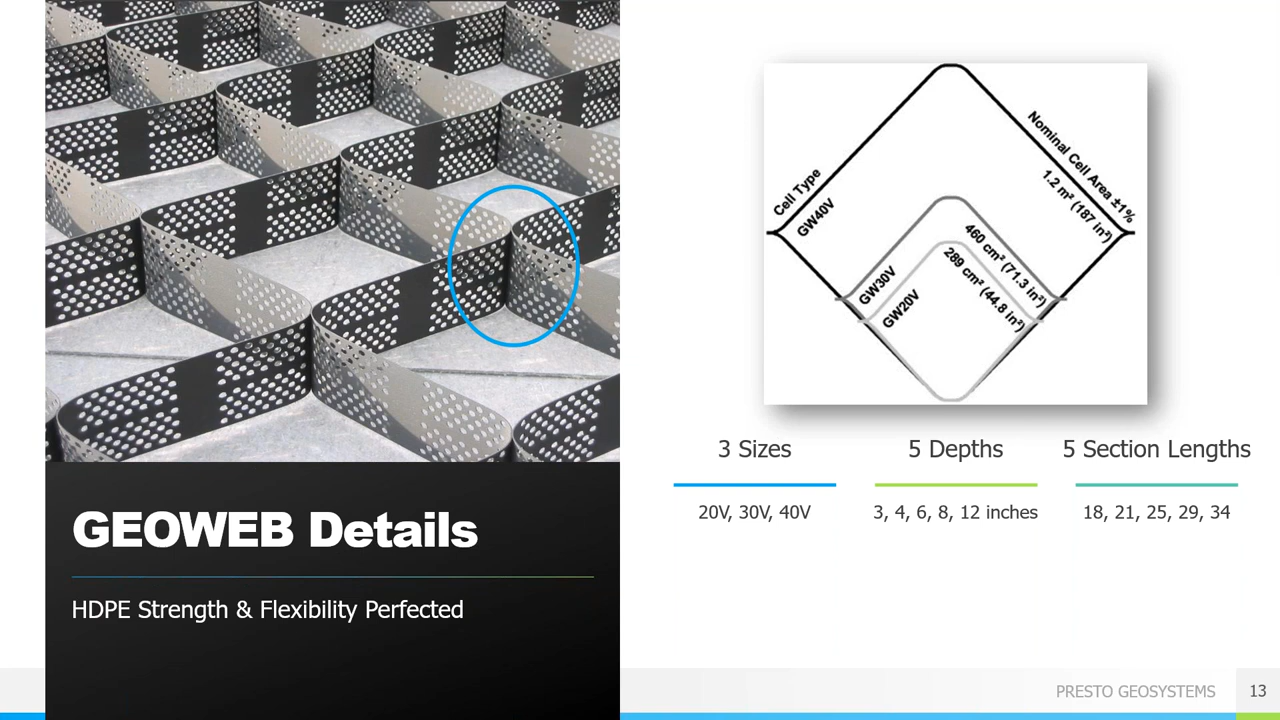 GEOWEB Details
HDPE Strength & Flexibility Perfected
Cell Type
GW40V
Nominal Cell Area ±1%
1.2 m² (187 in²)
GW30V
460 cm² (71.3 in²)
GW20V
289 cm² (44.8 in²)
3 Sizes
5 Depths
5 Section Lengths
20V, 30V, 40V
3, 4, 6, 8, 12 inches
18, 21, 25, 29, 34
PRESTO GEOSYSTEMS
13